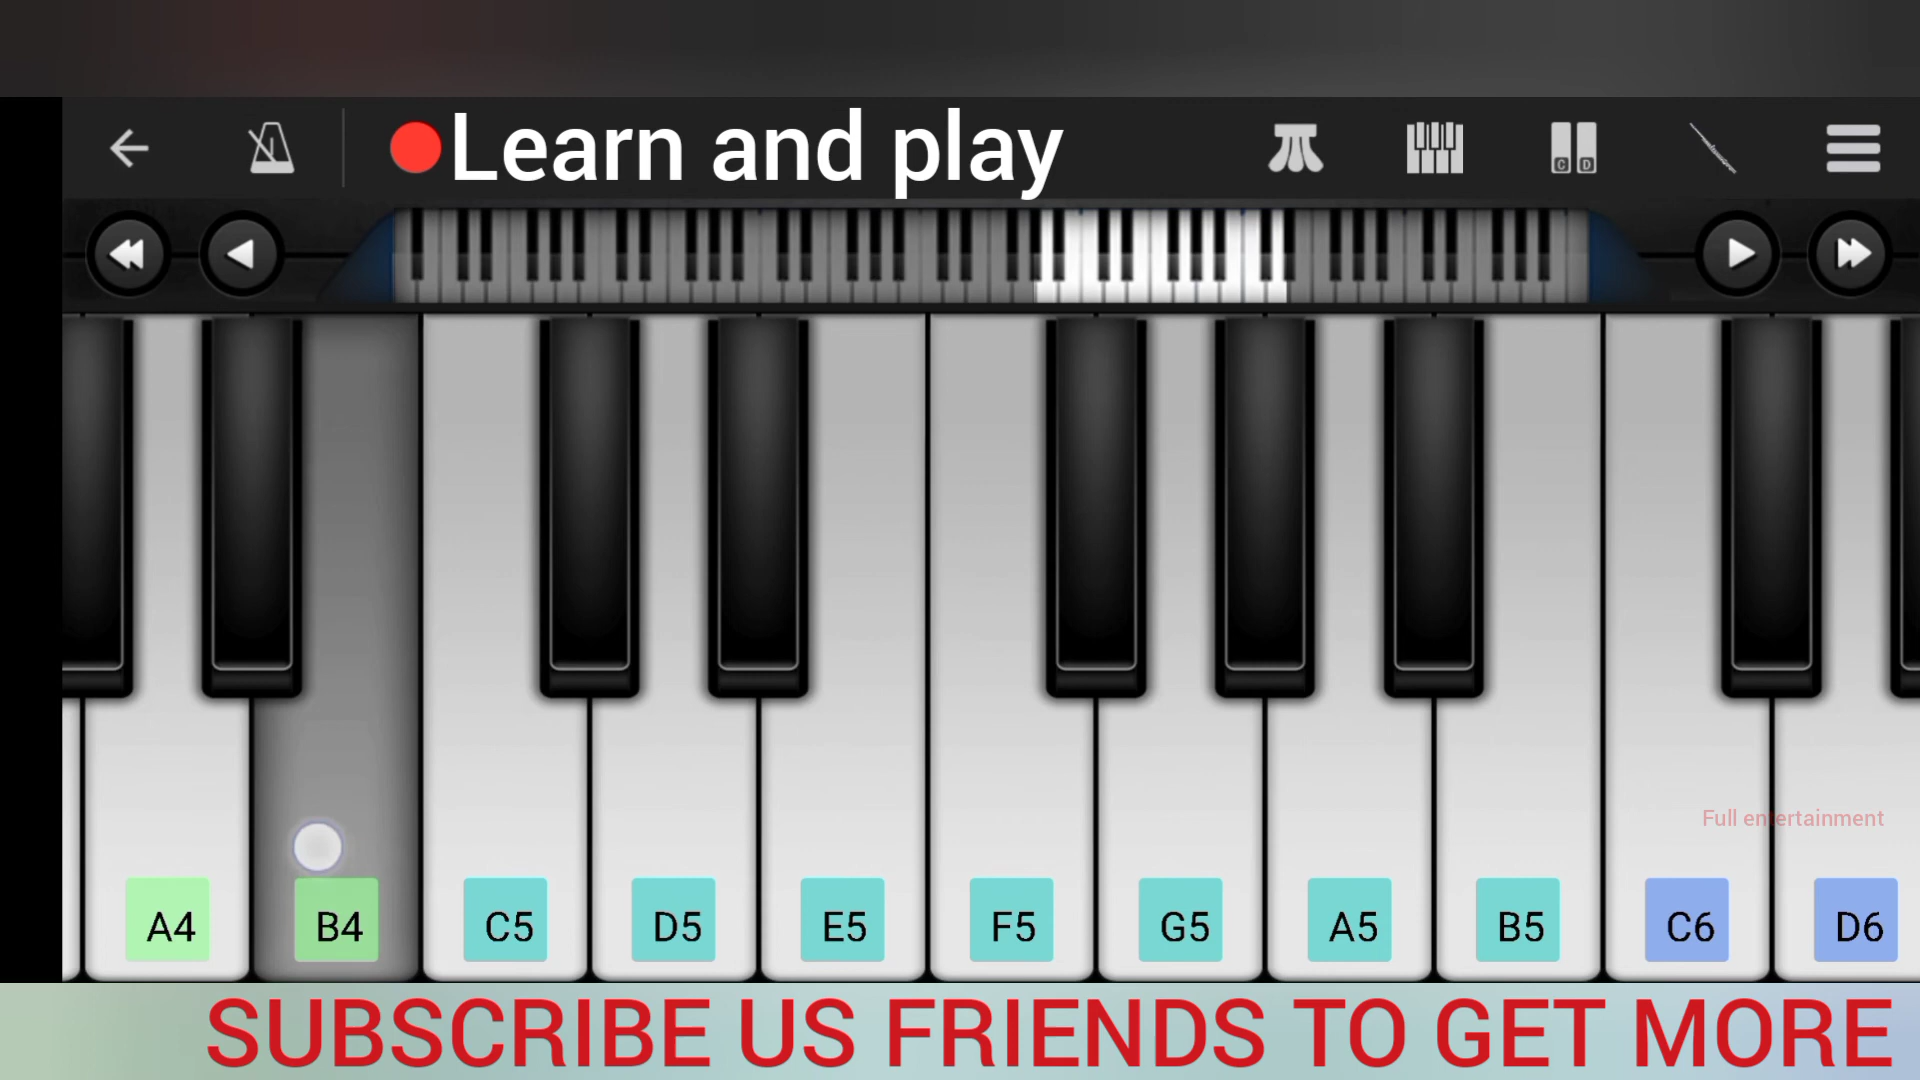 Learn and play
C D
Full entertainment
A4 B4 C5 D5 E5 F5 G5 A5 B5 C6 D6
SUBSCRIBE US FRIENDS TO GET MORE